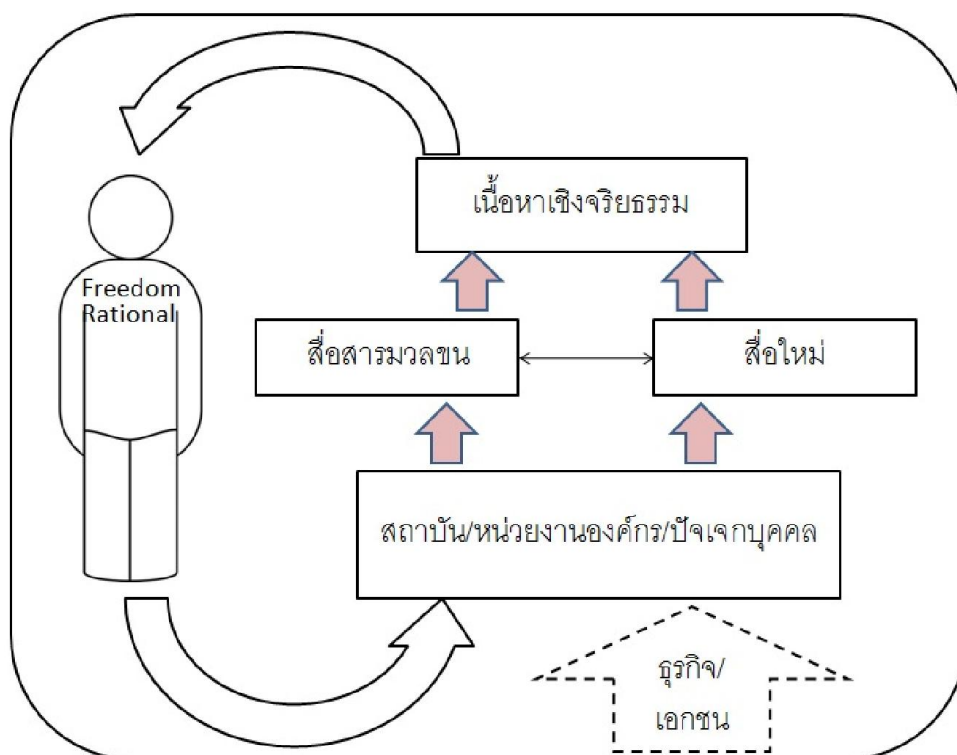 เนื้อหาเชิงจริยธรรม
Freedom
Rational
สื่อสารมวลขน
สื่อใหม่
สถาบัน/หน่วยงานองค์กร/ปัจเจกบุคคล
ธุรกิจ/
เอกชน